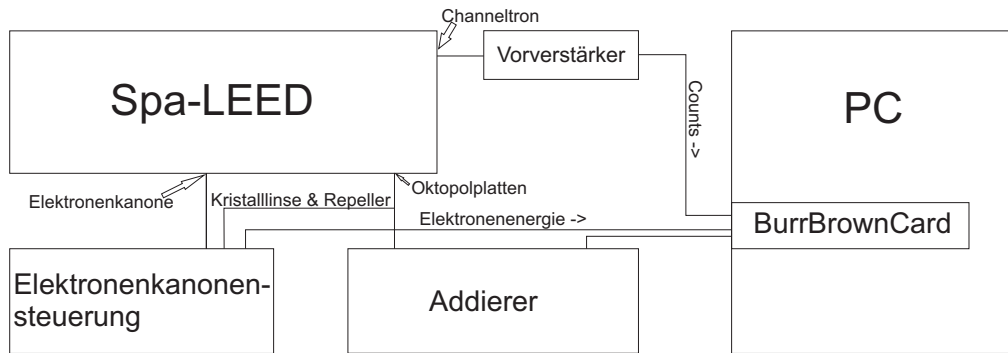 Channeltron
Vorverstärker
Spa-LEED
PC
Counts ->
Elektronenkanone
Kristalllinse & Repeller
Oktopolplatten
Elektronenenergie ->
BurrBrownCard
Elektronenkanonen-
steuerung
Addierer